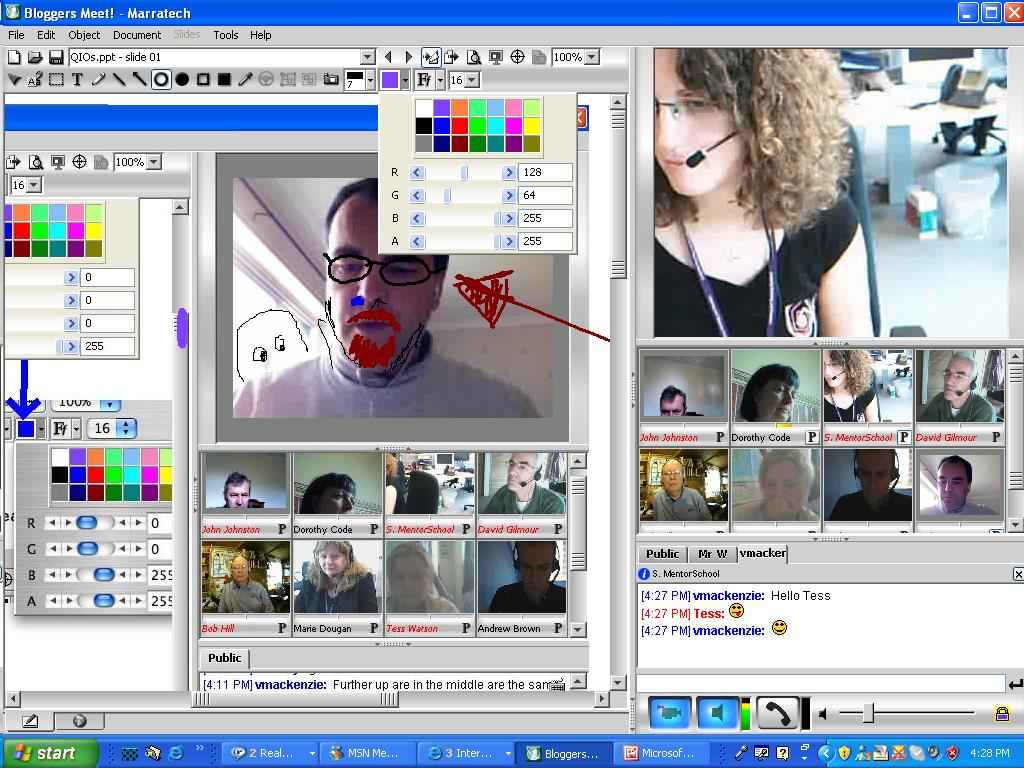 Bloggers Meet! - Marratech
File Edit Object Document Slides Tools Help
QIOs.ppt - slide 01
100%
7
Ff 16
100%
16
R 128
G 64
B 255
A 255
0
0
0
255
100%
Ff 16
R 0
G 0
B 255
A 255
John Johnston P Dorothy Code P S. MentorSchool P David Gilmour P
Bob Hill P Marie Dougan P Tess Watson P Andrew Brown P
Public
[4:11 PM] vmackenzie: Further up are in the middle are the sam
John Johnston P Dorothy Code P S. MentorSchool P David Gilmour P
Public Mr W vmacker
S. MentorSchool
[4:27 PM] vmackenzie: Hello Tess
[4:27 PM] Tess:
[4:27 PM] vmackenzie:
start
2 Real...
MSN Me...
3 Inter...
Bloggers...
Microsof...
4:28 PM